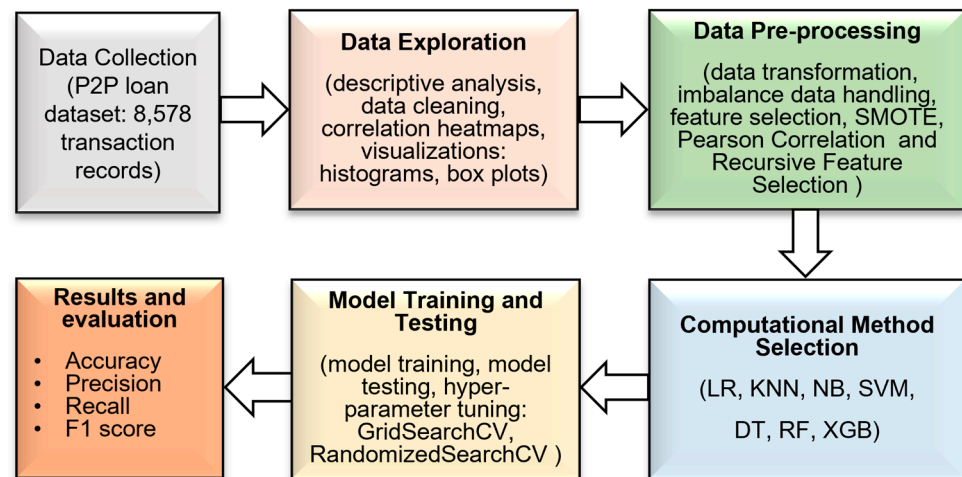 Data Collection
(P2P loan
dataset: 8,578
transaction
records)
Data Exploration
(descriptive analysis,
data cleaning,
correlation heatmaps,
visualizations:
histograms, box plots)
Data Pre-processing
(data transformation,
imbalance data handling,
feature selection, SMOTE,
Pearson Correlation and
Recursive Feature
Selection )
Computational Method
Selection
(LR, KNN, NB, SVM,
DT, RF, XGB)
Model Training and
Testing
(model training, model
testing, hyper-
parameter tuning:
GridSearchCV,
RandomizedSearchCV )
Results and
evaluation
• Accuracy
• Precision
• Recall
• F1 score